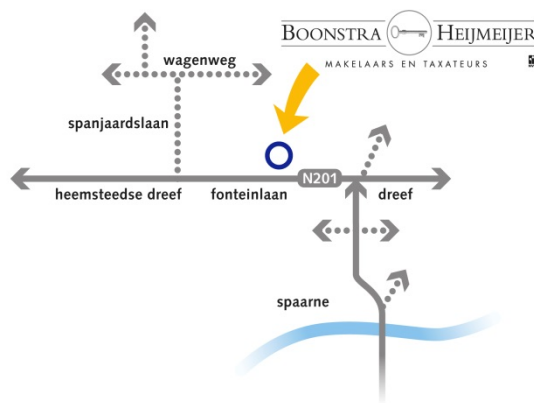 BOONSTRA HEIJMEIJER
MAKELAARS EN TAXATEURS
wagenweg
spanjaardslaan
N201
heemsteedse dreef fonteinlaan dreef
spaarne